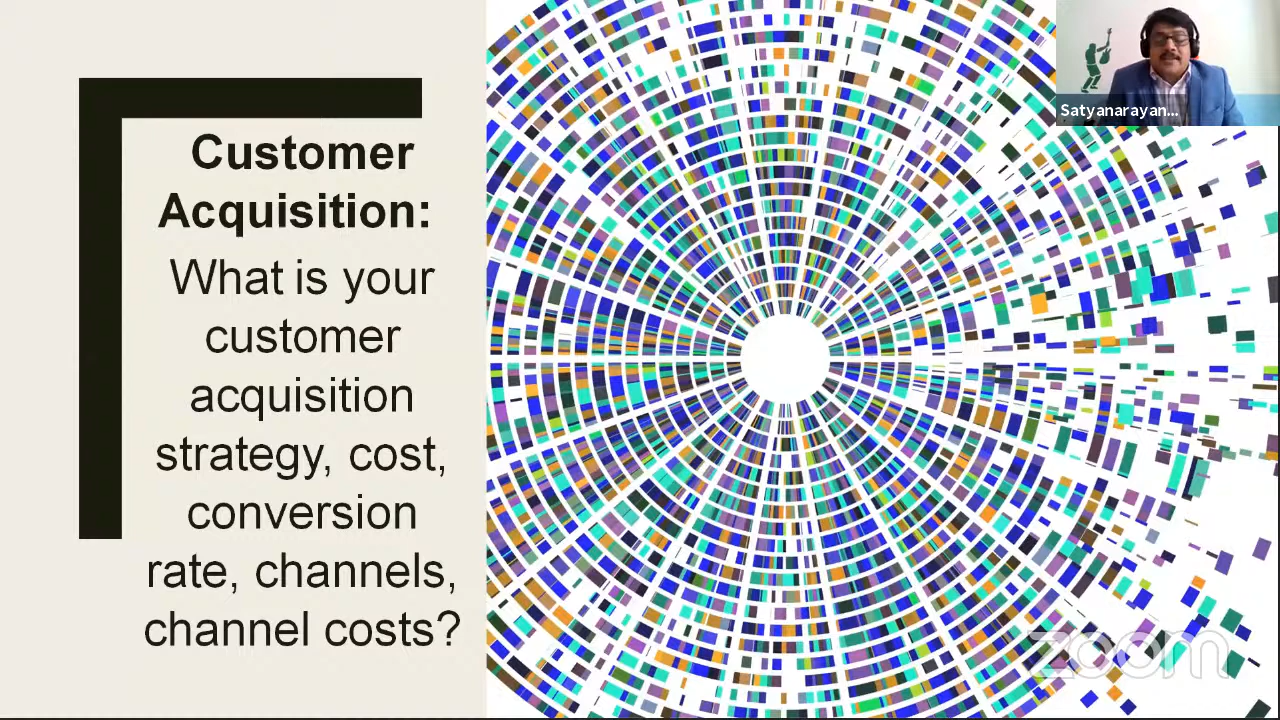 Customer
Acquisition:
What is your
customer
acquisition
strategy, cost,
conversion
rate, channels,
channel costs?
Satyanarayan...
zoom